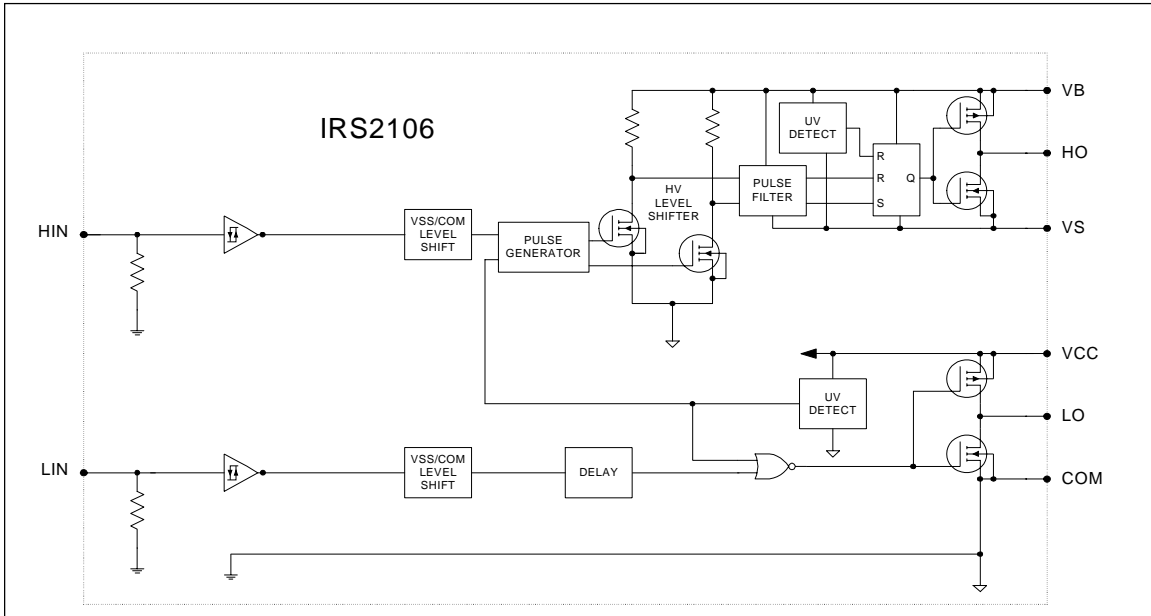 IRS2106
VB
UV
DETECT
HO
R
R
Q
S
PULSE
FILTER
HV
LEVEL
SHIFTER
VS
HIN
VSS/COM
LEVEL
SHIFT
PULSE
GENERATOR
VCC
UV
DETECT
LO
LIN
VSS/COM
LEVEL
SHIFT
DELAY
COM